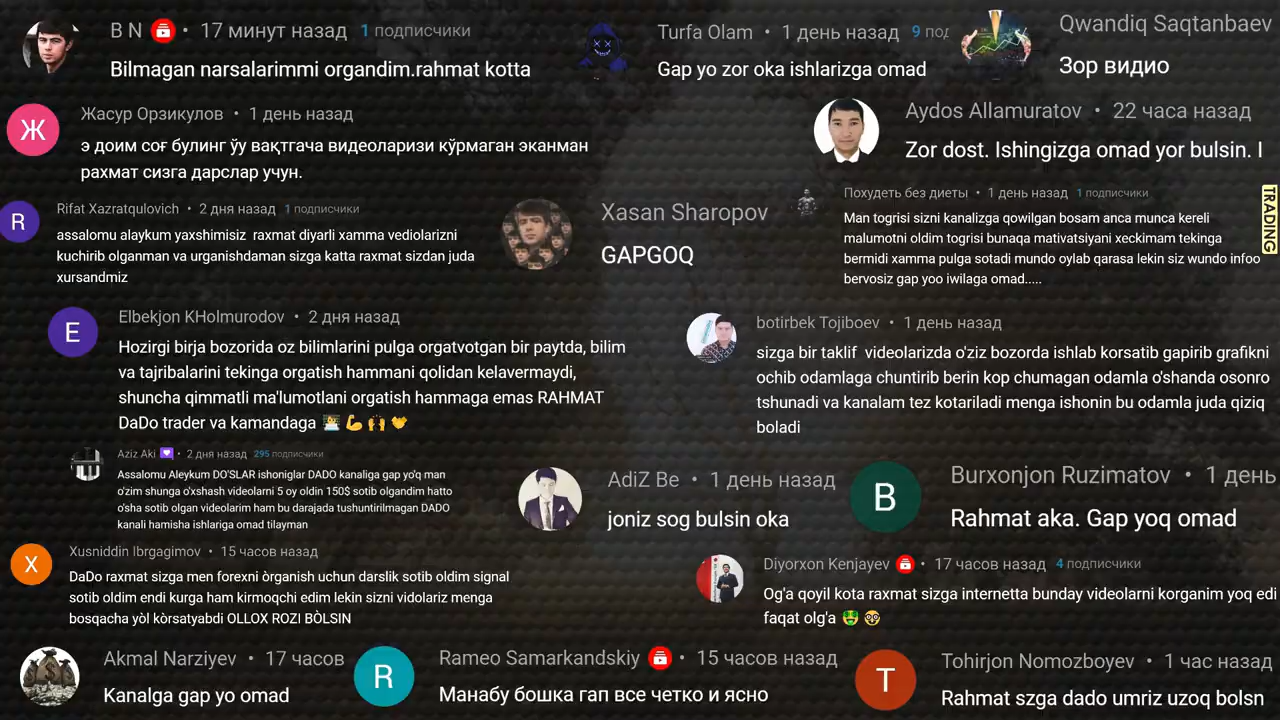 B N • 17 минут назад 1 подписчики
Bilmagan narsalarimmi organdim.rahmat kotta
Turfa Olam • 1 день назад 9 под
Gap yo zor oka ishlarizga omad
Qwandiq Saqtanbaev
Зор видио
Жасур Орзикулов • 1 день назад
э доим соғ булинг ўу вақтгача видеоларизи кўрмаган эканман
рахмат сизга дарслар учун.
Aydos Allamuratov • 22 часа назад
Zor dost. Ishingizga omad yor bulsin. I
Rifat Xazratqulovich • 2 дня назад 1 подписчики
assalomu alaykum yaxshimisiz raxmat diyarli xamma vediolarizni
kuchirib olganman va urganishdaman sizga katta raxmat sizdan juda
xursandmiz
Xasan Sharopov
GAPGOQ
Похудеть без диеты • 1 день назад 1 подписчики
Man togrisi sizni kanalizga qowilgan bosam anca munca kereli
malumotni oldim togrisi bunaqa mativatsiyani xeckimam tekinga
bermidi xamma pulga sotadi mundo oylab qarasa lekin siz wundo infoo
bervosiz gap yoo iwilaga omad.....
TRADING
Elbekjon KHolmurodov • 2 дня назад
Hozirgi birja bozorida oz bilimlarini pulga orgatvotgan bir paytda, bilim
va tajribalarini tekinga orgatish hammani qolidan kelavermaydi,
shuncha qimmatli ma'lumotlani orgatish hammaga emas RAHMAT
DaDo trader va kamandaga 👨‍💻 💪 🙌 🤝
botirbek Tojiboev • 1 день назад
sizga bir taklif videolarizda o'ziz bozorda ishlab korsatib gapirib grafikni
ochib odamlaga chuntirib berin kop chumagan odamla o'shanda osonro
tshunadi va kanalam tez kotariladi menga ishonin bu odamla juda qiziq
boladi
Aziz Aki • 2 дня назад 295 подписчики
Assalomu Aleykum DO'SLAR ishoniglar DADO kanaliga gap yo'q man
o'zim shunga o'xshash videolarni 5 oy oldin 150$ sotib olgandim hatto
o'sha sotib olgan videolarim ham bu darajada tushuntirilmagan DADO
kanali hamisha ishlariga omad tilayman
AdiZ Be • 1 день назад
joniz sog bulsin oka
Burxonjon Ruzimatov • 1 день
Rahmat aka. Gap yoq omad
Xusniddin Ibrgagimov • 15 часов назад
DaDo raxmat sizga men forexni òrganish uchun darslik sotib oldim signal
sotib oldim endi kurga ham kirmoqchi edim lekin sizni vidolariz menga
bosqacha yòl kòrsatyabdi OLLOX ROZI BÒLSIN
Diyorxon Kenjayev • 17 часов назад 4 подписчики
Og'a qoyil kota raxmat sizga internetta bunday videolarni korganim yoq edi
faqat olg'a 🤑 🤓
Akmal Narziyev • 17 часов
Kanalga gap yo omad
Rameo Samarkandskiy • 15 часов назад
Манабу бошка гап все четко и ясно
Tohirjon Nomozboyev • 1 час назад
Rahmat szga dado umriz uzoq bolsn
Ж
R
E
B
X
R
T